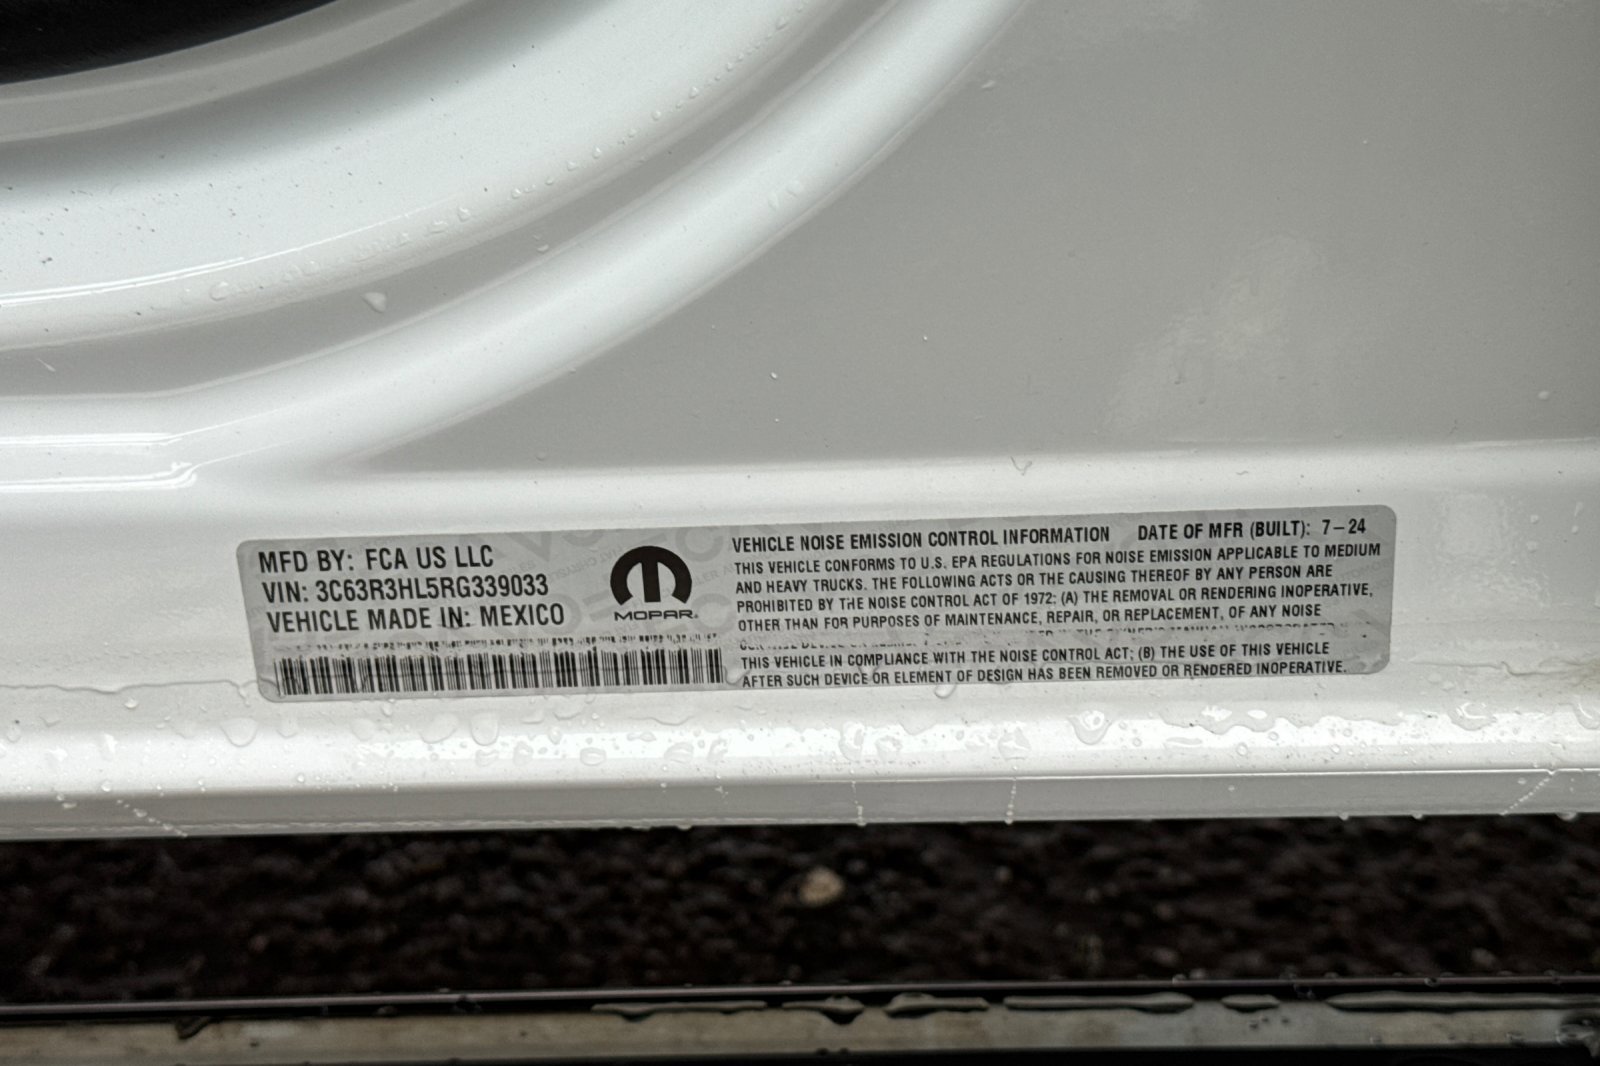 MFD BY: FCA US LLC
VIN: 3C63R3HL5RG339033
VEHICLE MADE IN: MEXICO
MOPAR
VEHICLE NOISE EMISSION CONTROL INFORMATION DATE OF MFR (BUILT): 7-24
THIS VEHICLE CONFORMS TO U.S. EPA REGULATIONS FOR NOISE EMISSION APPLICABLE TO MEDIUM
AND HEAVY TRUCKS. THE FOLLOWING ACTS OR THE CAUSING THEREOF BY ANY PERSON ARE
PROHIBITED BY THE NOISE CONTROL ACT OF 1972: (A) THE REMOVAL OR RENDERING INOPERATIVE,
OTHER THAN FOR PURPOSES OF MAINTENANCE, REPAIR, OR REPLACEMENT, OF ANY NOISE
THIS VEHICLE IN COMPLIANCE WITH THE NOISE CONTROL ACT; (B) THE USE OF THIS VEHICLE
AFTER SUCH DEVICE OR ELEMENT OF DESIGN HAS BEEN REMOVED OR RENDERED INOPERATIVE.